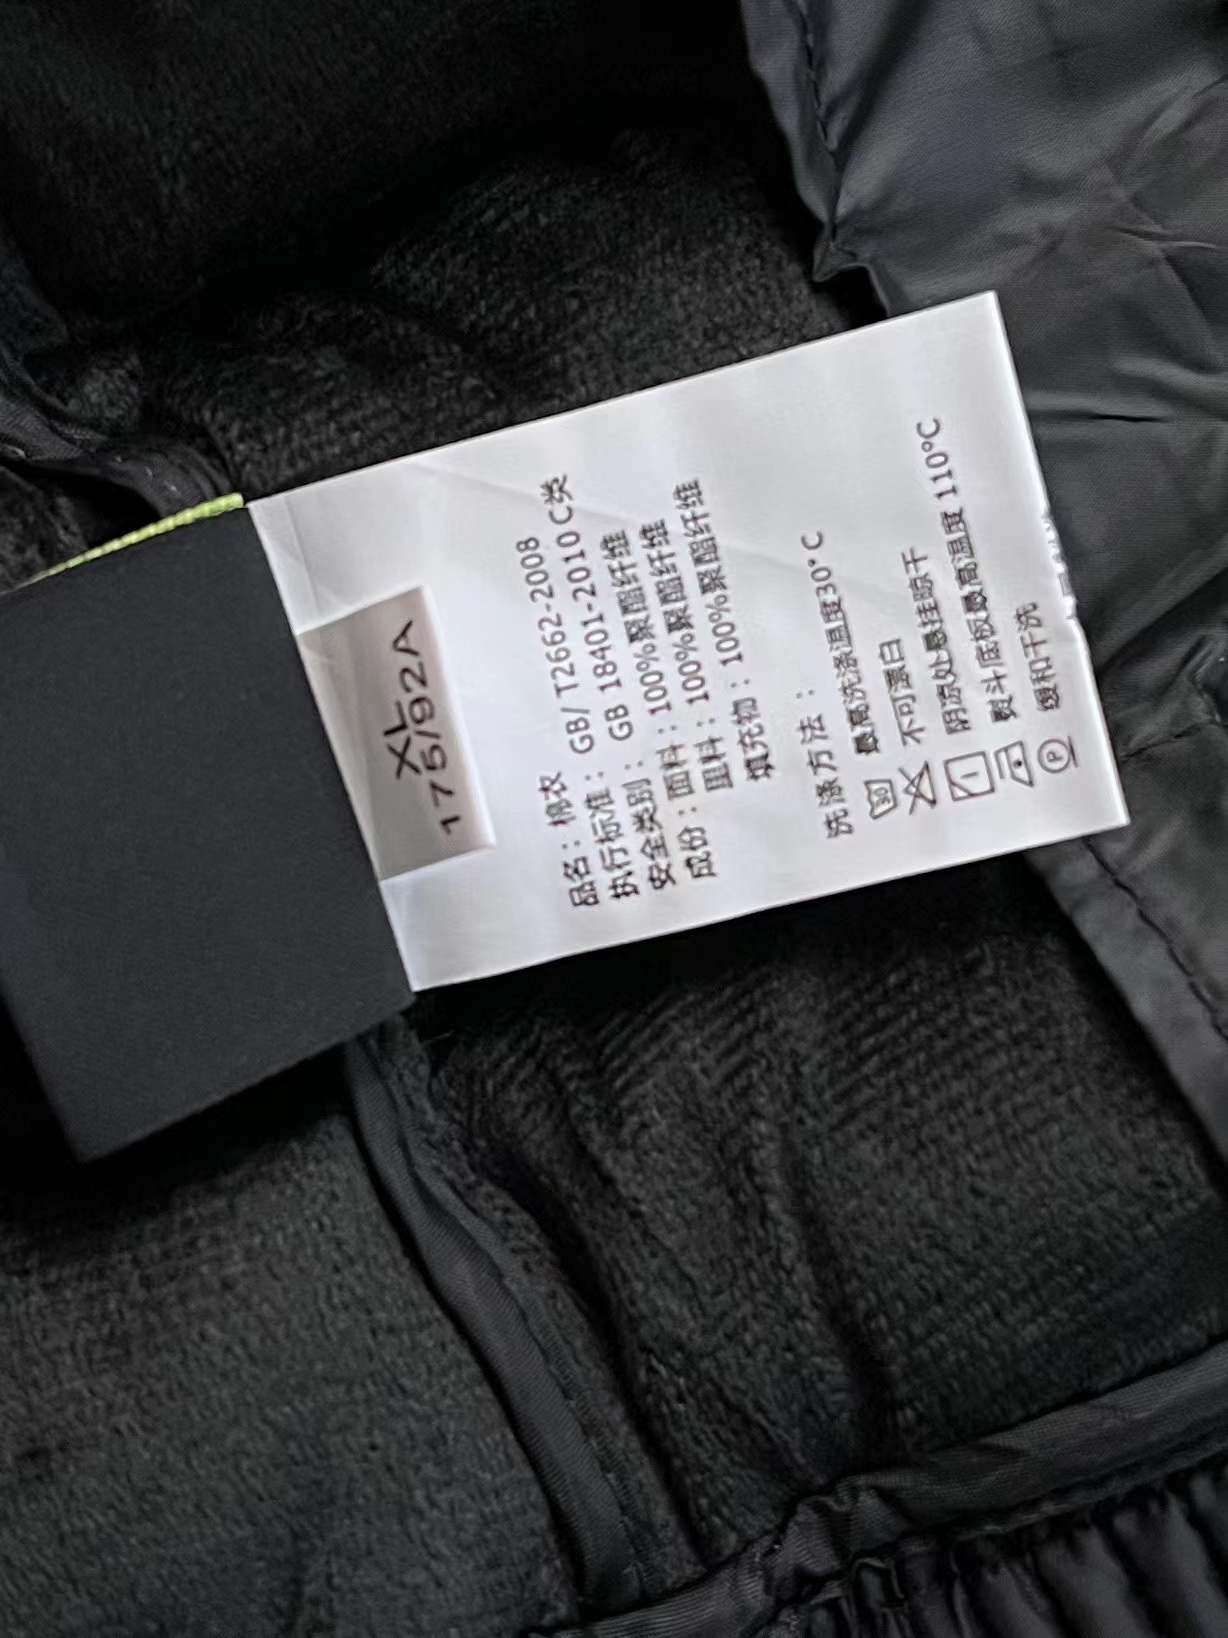 XL
175/92A
品名：棉衣
执行标准：GB/ T2662-2008
安全类别：GB 18401-2010 C类
成份：面料：100%聚酯纤维
里料：100%聚酯纤维
填充物：100%聚酯纤维
洗涤方法：
30 最高洗涤温度30°C
不可漂白
阴凉处悬挂晾干
熨斗底板最高温度 110°C
P 缓和干洗